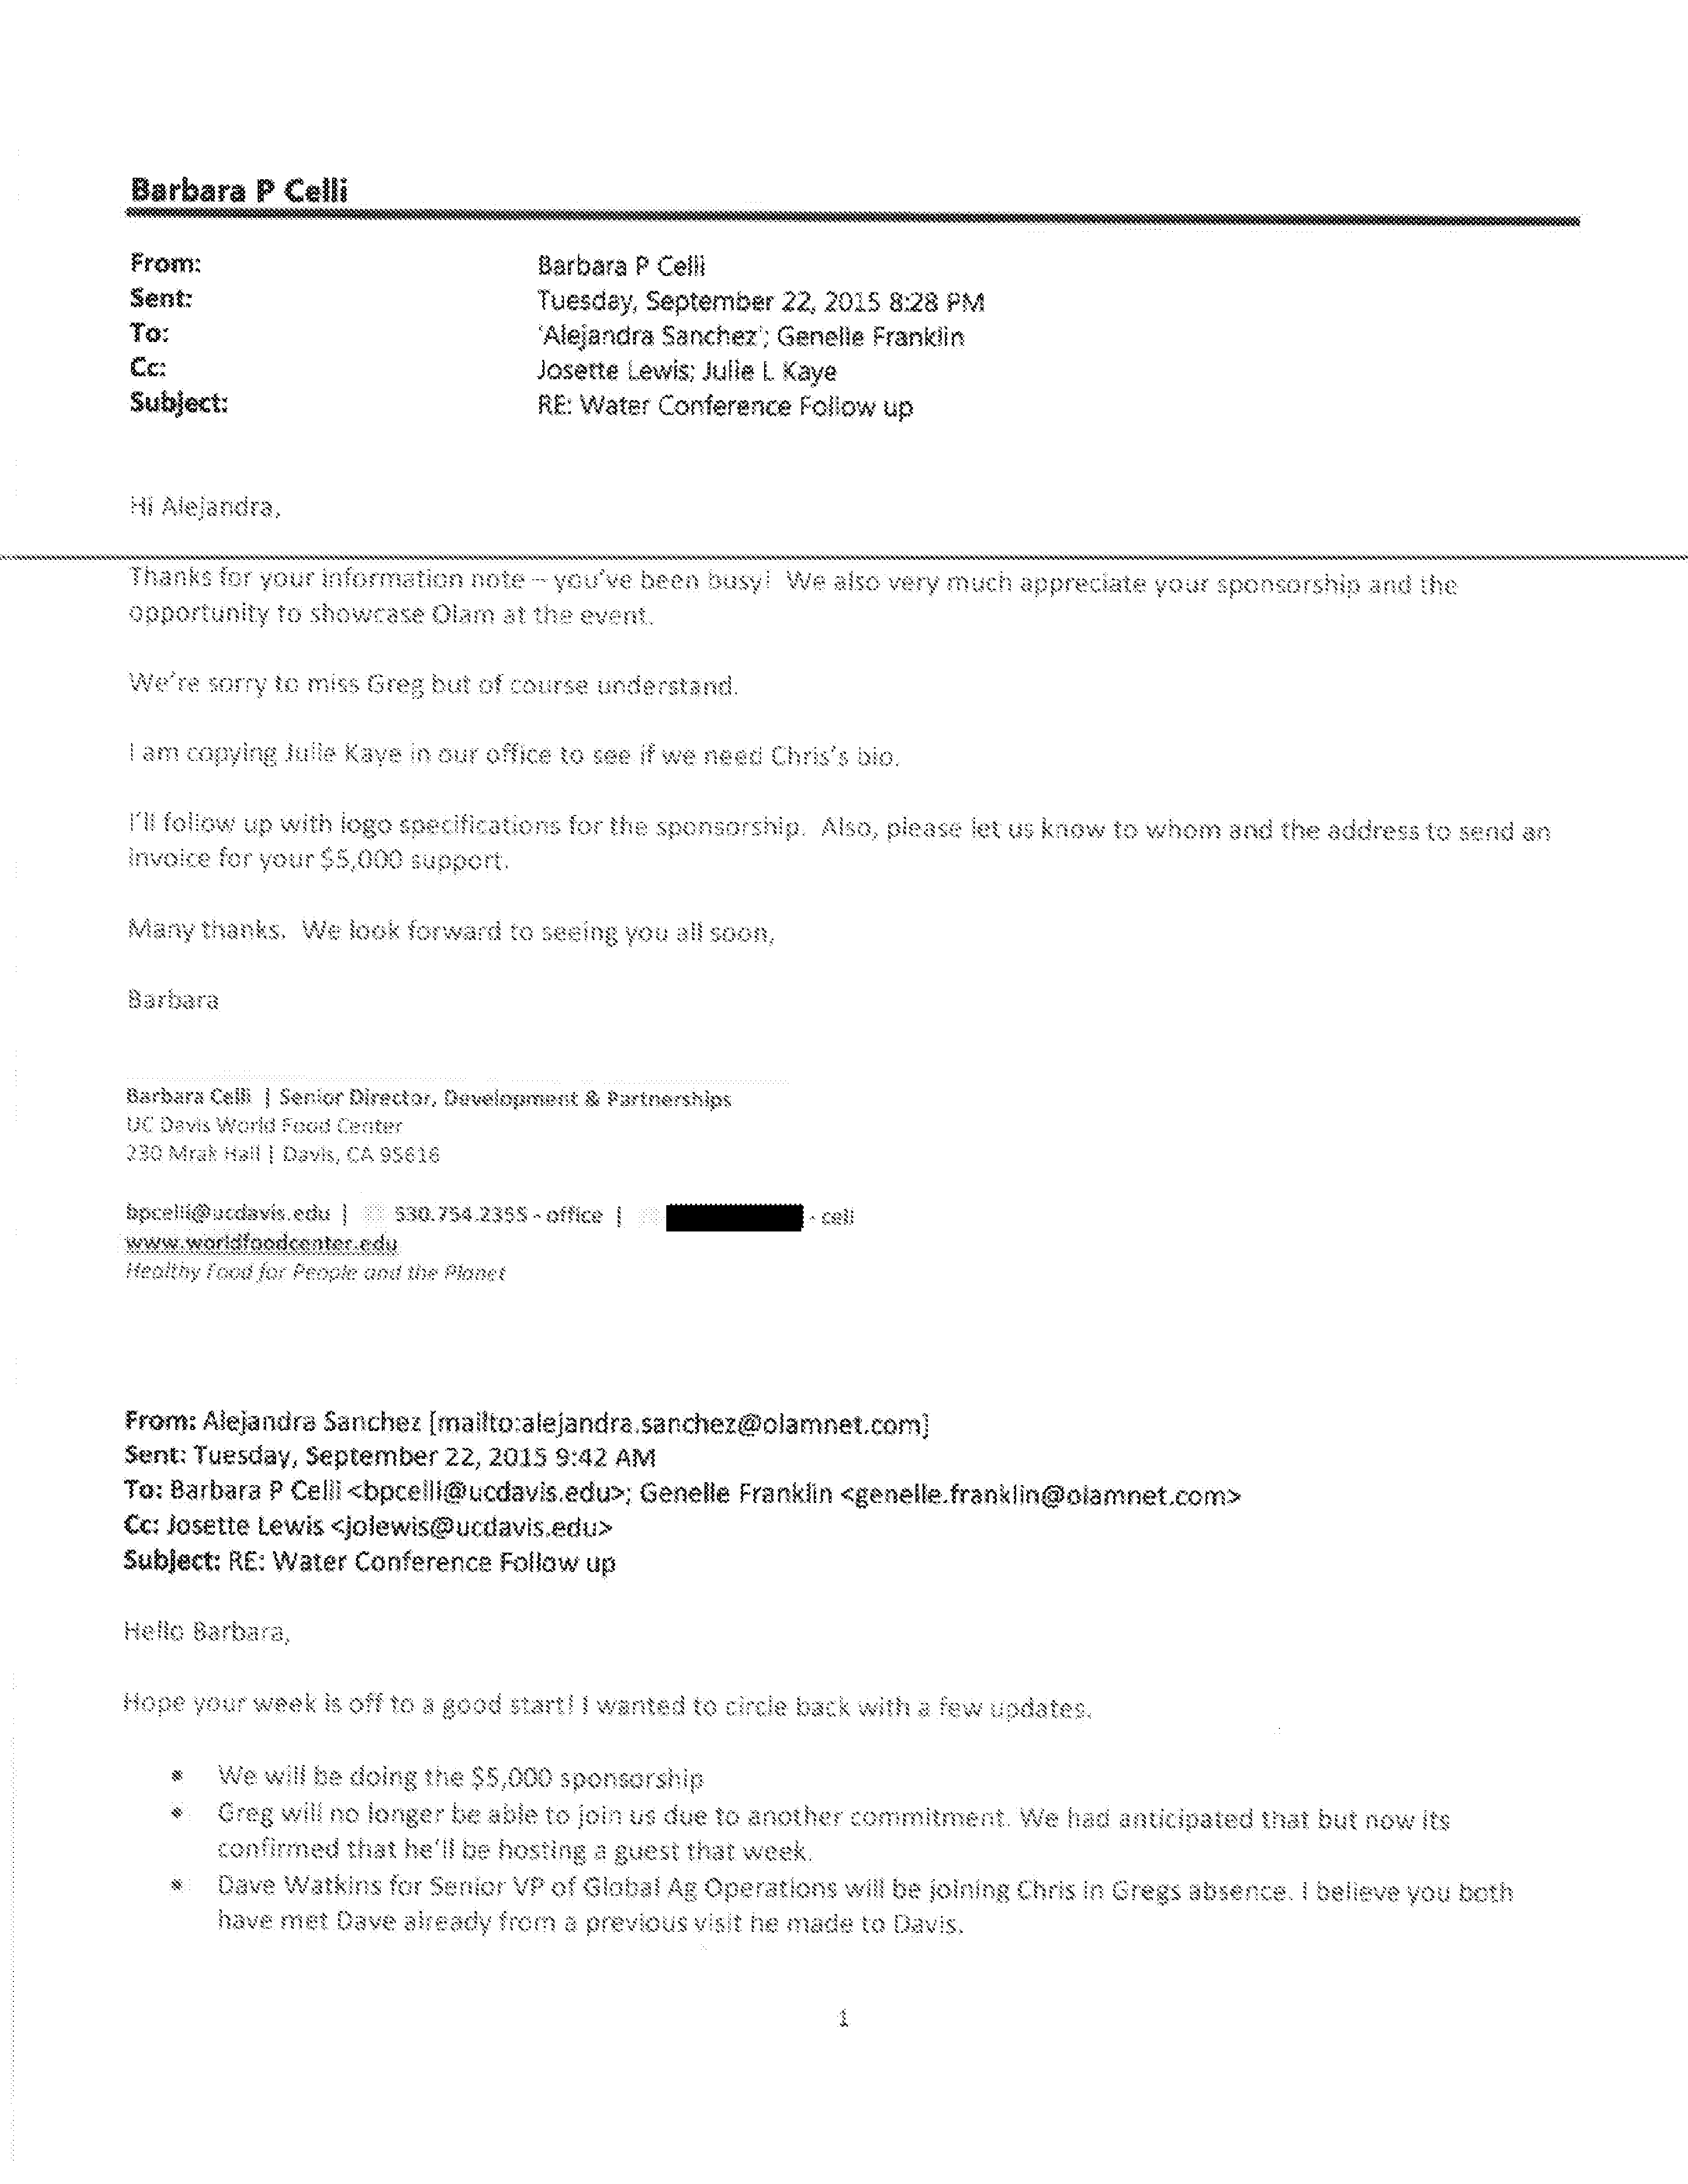 Barbara P Celli
From: Barbara P Celli
Sent: Tuesday, September 22, 2015 8:28 PM
To: 'Alejandra Sanchez'; Genelle Franklin
Cc: Josette Lewis; Julie L Kaye
Subject: RE: Water Conference Follow up
Hi Alejandra,
Thanks for your information note – you've been busy! We also very much appreciate your sponsorship and the
opportunity to showcase Olam at the event.
We're sorry to miss Greg but of course understand.
I am copying Julie Kaye in our office to see if we need Chris's bio.
I'll follow up with logo specifications for the sponsorship. Also, please let us know to whom and the address to send an
invoice for your $5,000 support.
Many thanks. We look forward to seeing you all soon,
Barbara
Barbara Celli | Senior Director, Development & Partnerships
UC Davis World Food Center
230 Mrak Hall | Davis, CA 95616
bpcelli@ucdavis.edu | 530.754.2355 - office | - cell
www.worldfoodcenter.edu
Healthy Food for People and the Planet
From: Alejandra Sanchez [mailto:alejandra.sanchez@olamnet.com]
Sent: Tuesday, September 22, 2015 9:42 AM
To: Barbara P Celli <bpcelli@ucdavis.edu>; Genelle Franklin <genelle.franklin@olamnet.com>
Cc: Josette Lewis <jolewis@ucdavis.edu>
Subject: RE: Water Conference Follow up
Hello Barbara,
Hope your week is off to a good start! I wanted to circle back with a few updates.
• We will be doing the $5,000 sponsorship
• Greg will no longer be able to join us due to another commitment. We had anticipated that but now its
confirmed that he'll be hosting a guest that week.
• Dave Watkins for Senior VP of Global Ag Operations will be joining Chris in Gregs absence. I believe you both
have met Dave already from a previous visit he made to Davis.
1